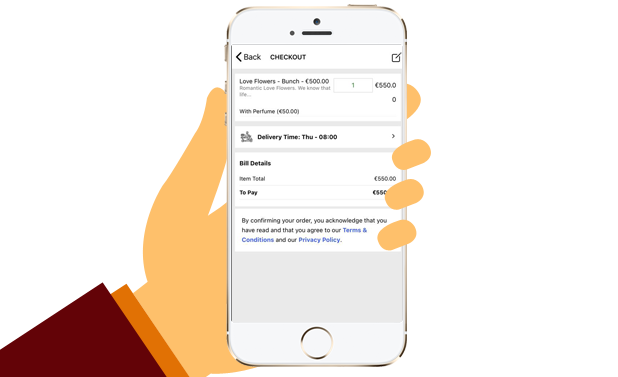 Back CHECKOUT
Love Flowers - Bunch - €500.00
Romantic Love Flowers. We know that
life...
1
€550.0
0
With Perfume (€50.00)
Delivery Time: Thu - 08:00
Bill Details
Item Total €550.00
To Pay €550
By confirming your order, you acknowledge that you
have read and that you agree to our Terms &
Conditions and our Privacy Policy.